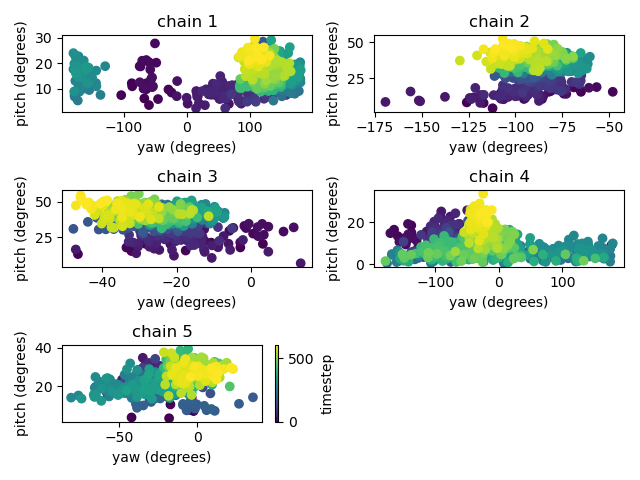 chain 1
pitch (degrees)
30
20
10
−100
0
100
yaw (degrees)
chain 2
pitch (degrees)
50
25
−175
−150
−125
−100
−75
−50
yaw (degrees)
chain 3
pitch (degrees)
50
25
−40
−20
0
yaw (degrees)
chain 4
pitch (degrees)
20
0
−100
0
100
yaw (degrees)
chain 5
pitch (degrees)
40
20
−50
0
yaw (degrees)
500
0
timestep